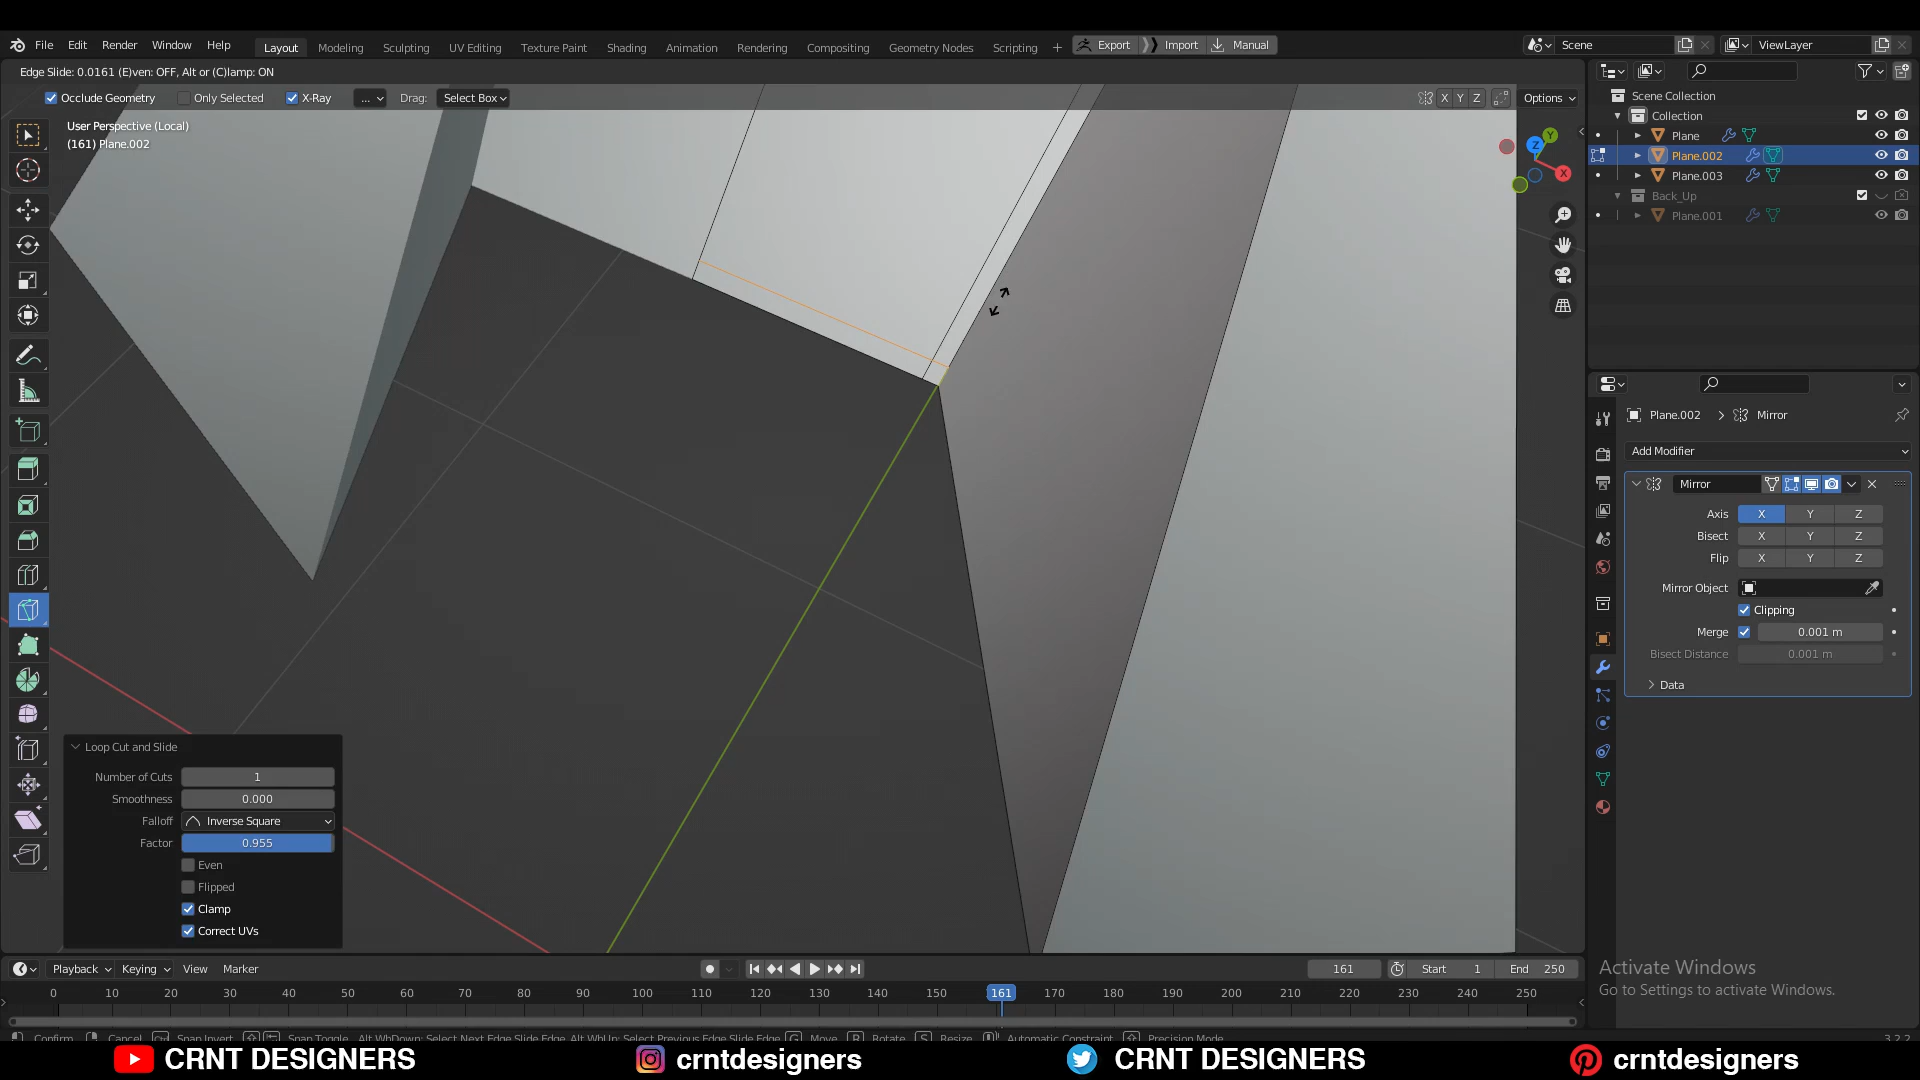 File Edit Render Window Help Layout Modeling Sculpting UV Editing Texture Paint Shading Animation Rendering Compositing Geometry Nodes Scripting + Export Import Manual Scene ViewLayer
Edge Slide: 0.0161 (E)ven: OFF, Alt or (C)lamp: ON
Occlude Geometry Only Selected X-Ray ... Drag: Select Box X Y Z Options
User Perspective (Local)
(161) Plane.002
Y
Z
X
Scene Collection
Collection
Plane
Plane.002
Plane.003
Back_Up
Plane.001
Plane.002 > Mirror
Add Modifier
Mirror
Axis X Y Z
Bisect X Y Z
Flip X Y Z
Mirror Object
Clipping
Merge 0.001 m
Bisect Distance 0.001 m
Data
Loop Cut and Slide
Number of Cuts 1
Smoothness 0.000
Falloff Inverse Square
Factor 0.955
Even
Flipped
Clamp
Correct UVs
Activate Windows
Go to Settings to activate Windows.
Playback Keying View Marker 161 Start 1 End 250
0 10 20 30 40 50 60 70 80 90 100 110 120 130 140 150 161 170 180 190 200 210 220 230 240 250
Confirm Cancel Snap Invert Snap Toggle Alt WhDown: Select Next Edge Slide Edge, Alt WhUp: Select Previous Edge Slide Edge G Move R Rotate S Resize Automatic Constraint Precision Mode 3.2.2
CRNT DESIGNERS crntdesigners CRNT DESIGNERS crntdesigners